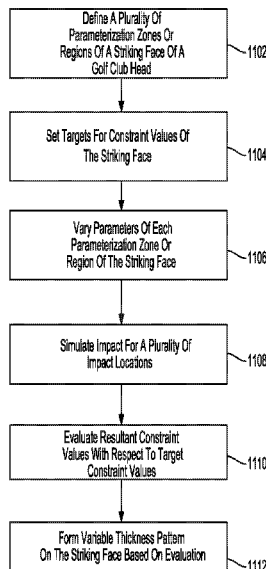 Define A Plurality Of
Parameterization Zones Or
Regions Of A Striking Face Of A
Golf Club Head
1102
Set Targets For Constraint Values Of
The Striking Face
1104
Vary Parameters Of Each
Parameterization Zone Or
Region Of The Striking Face
1106
Simulate Impact For A Plurality Of
Impact Locations
1108
Evaluate Resultant Constraint
Values With Respect To Target
Constraint Values
1110
Form Variable Thickness Pattern
On The Striking Face Based On Evaluation
1112